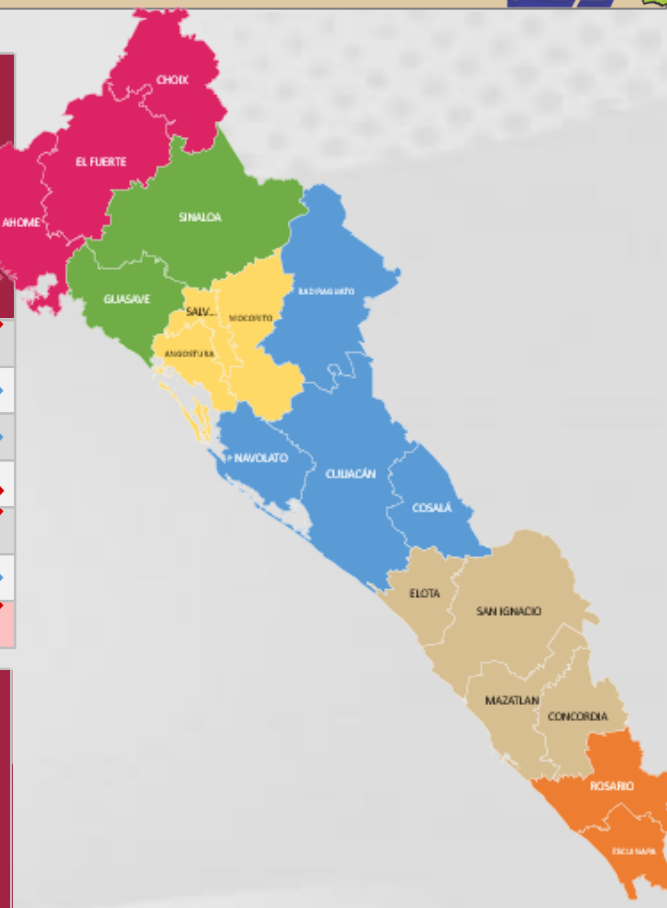 CHOIX
EL FUERTE
AHOME
SINALOA
GUASAVE
SALV...
MOCORITO
BADIRAGUATO
ANGOSTURA
NAVOLATO
CULIACÁN
COSALÁ
ELOTA
SAN IGNACIO
MAZATLAN
CONCORDIA
ROSARIO
ESCUINAPA